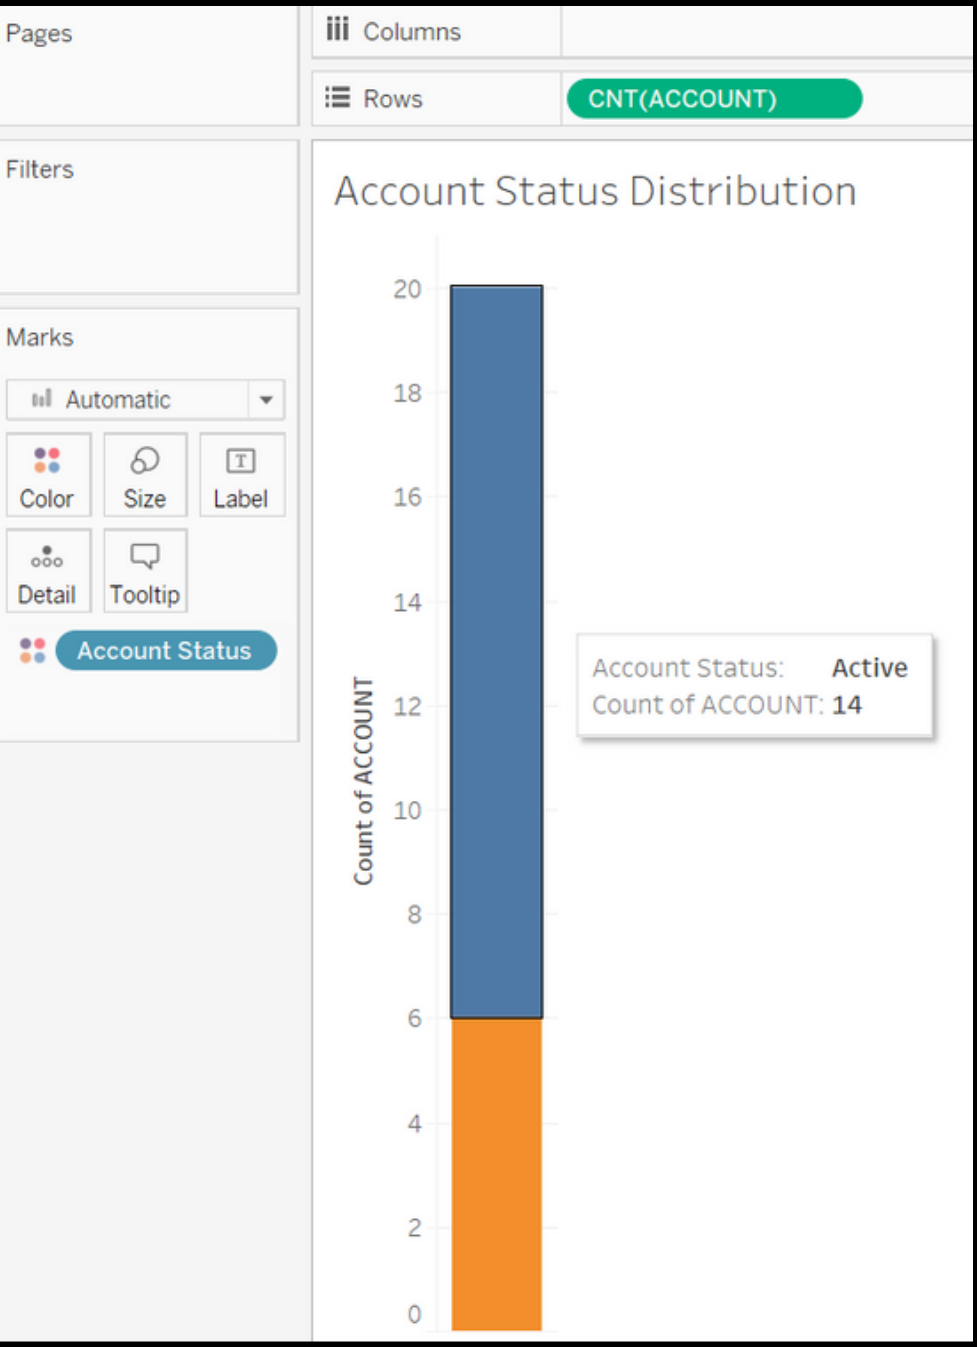 Pages
Columns
Rows
CNT(ACCOUNT)
Filters
Marks
Automatic
Color
Size
T
Label
Detail
Tooltip
Account Status
Account Status Distribution
Count of ACCOUNT
20
18
16
14
12
10
8
6
4
2
0
Account Status: Active
Count of ACCOUNT: 14